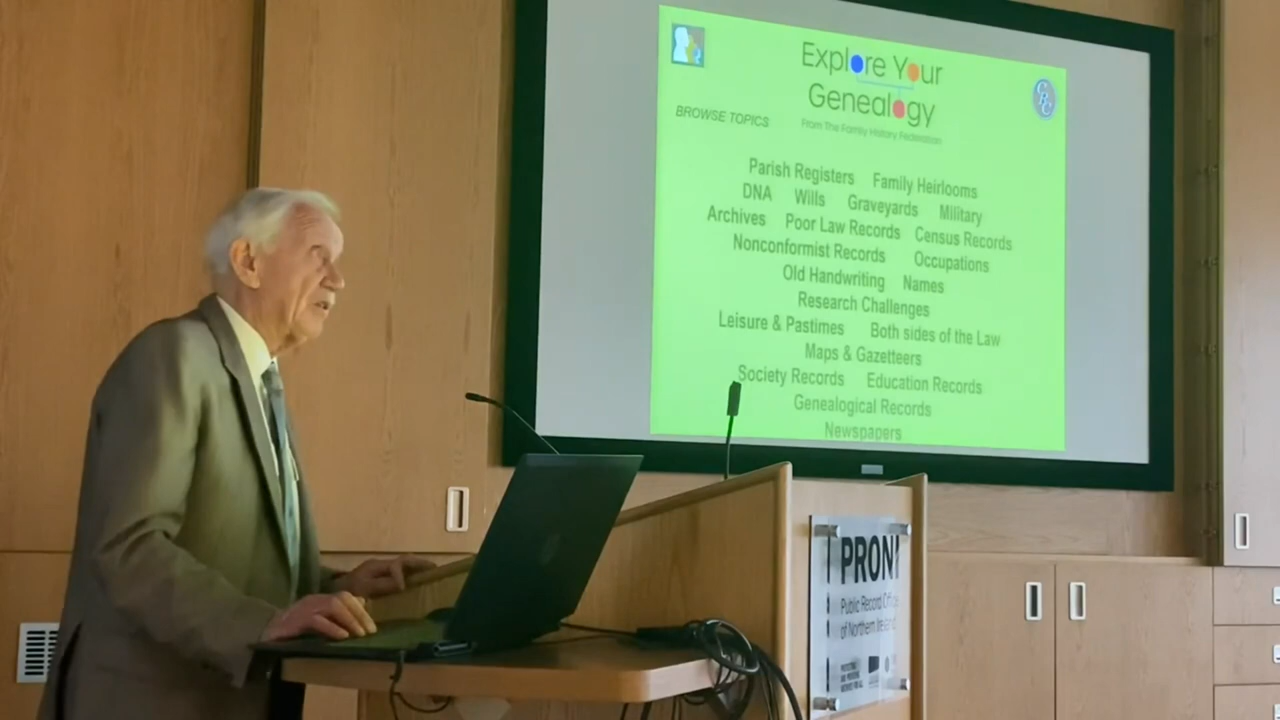 Explore Your
Genealogy
From The Family History Federation
BROWSE TOPICS
Parish Registers Family Heirlooms
DNA Wills Graveyards Military
Archives Poor Law Records Census Records
Nonconformist Records Occupations
Old Handwriting Names
Research Challenges
Leisure & Pastimes Both sides of the Law
Maps & Gazetteers
Society Records Education Records
Genealogical Records
Newspapers
PRONI
Public Record Office
of Northern Ireland